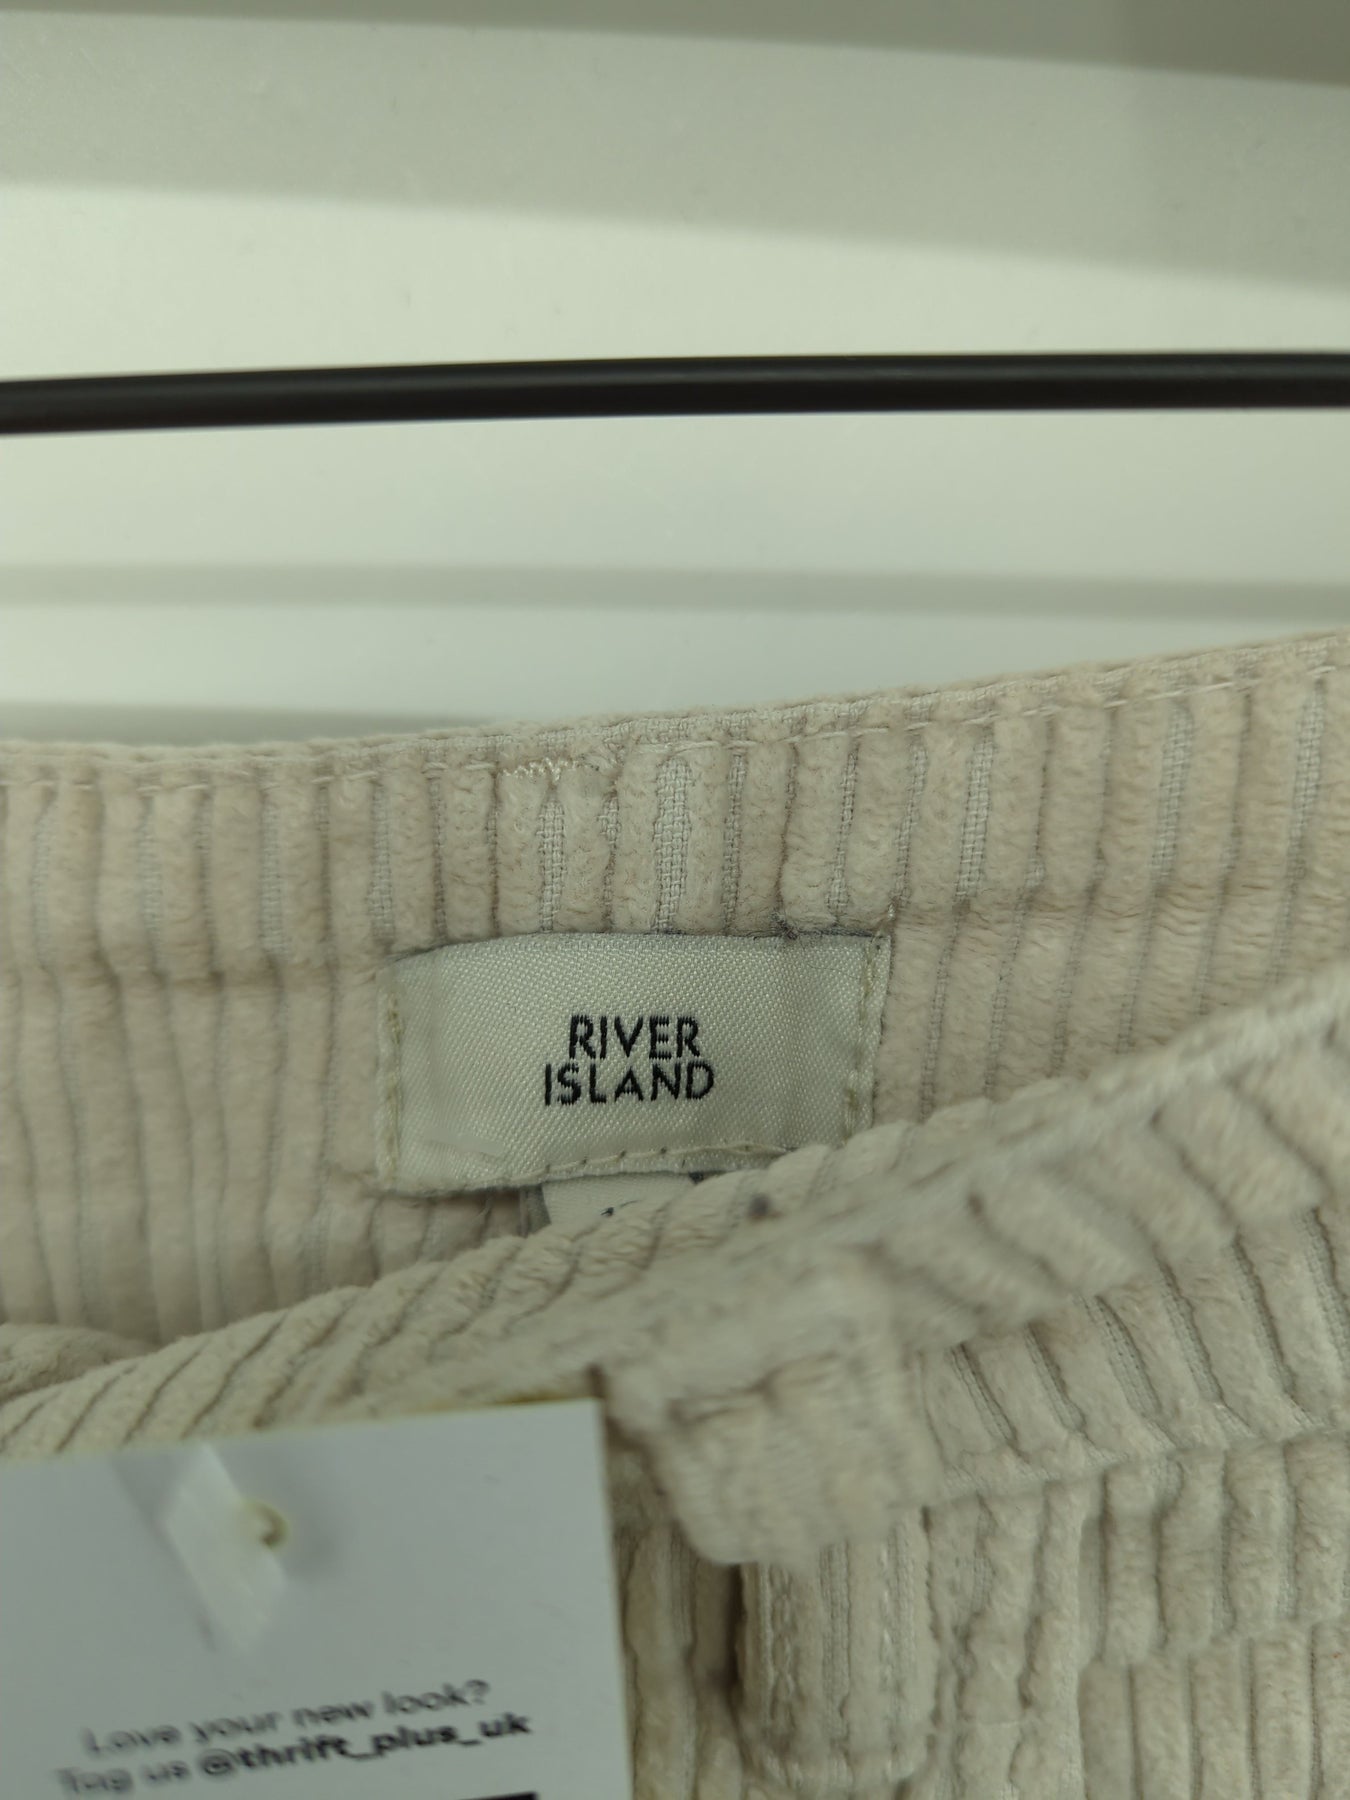 RIVER
ISLAND
Love your new look?
Tag us @thrift_plus_uk